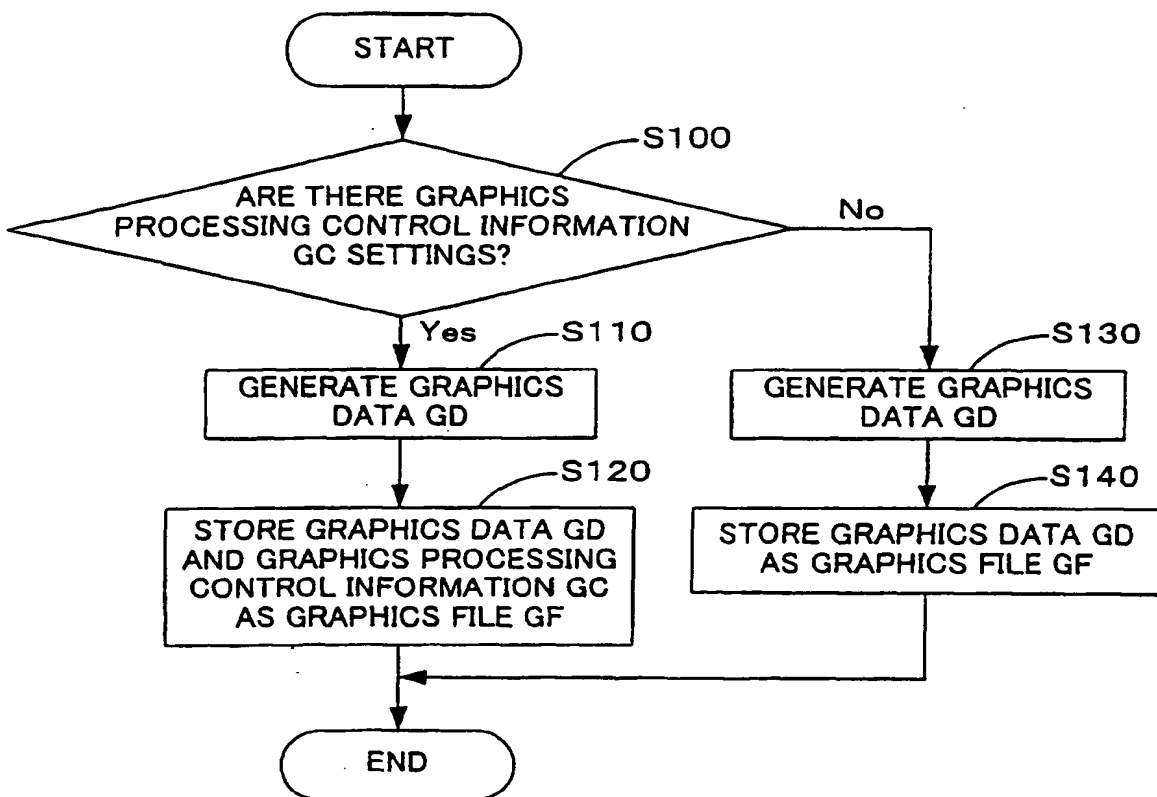 START
S100
ARE THERE GRAPHICS
PROCESSING CONTROL INFORMATION
GC SETTINGS?
No
Yes
S110
GENERATE GRAPHICS
DATA GD
S130
GENERATE GRAPHICS
DATA GD
S120
STORE GRAPHICS DATA GD
AND GRAPHICS PROCESSING
CONTROL INFORMATION GC
AS GRAPHICS FILE GF
S140
STORE GRAPHICS DATA GD
AS GRAPHICS FILE GF
END